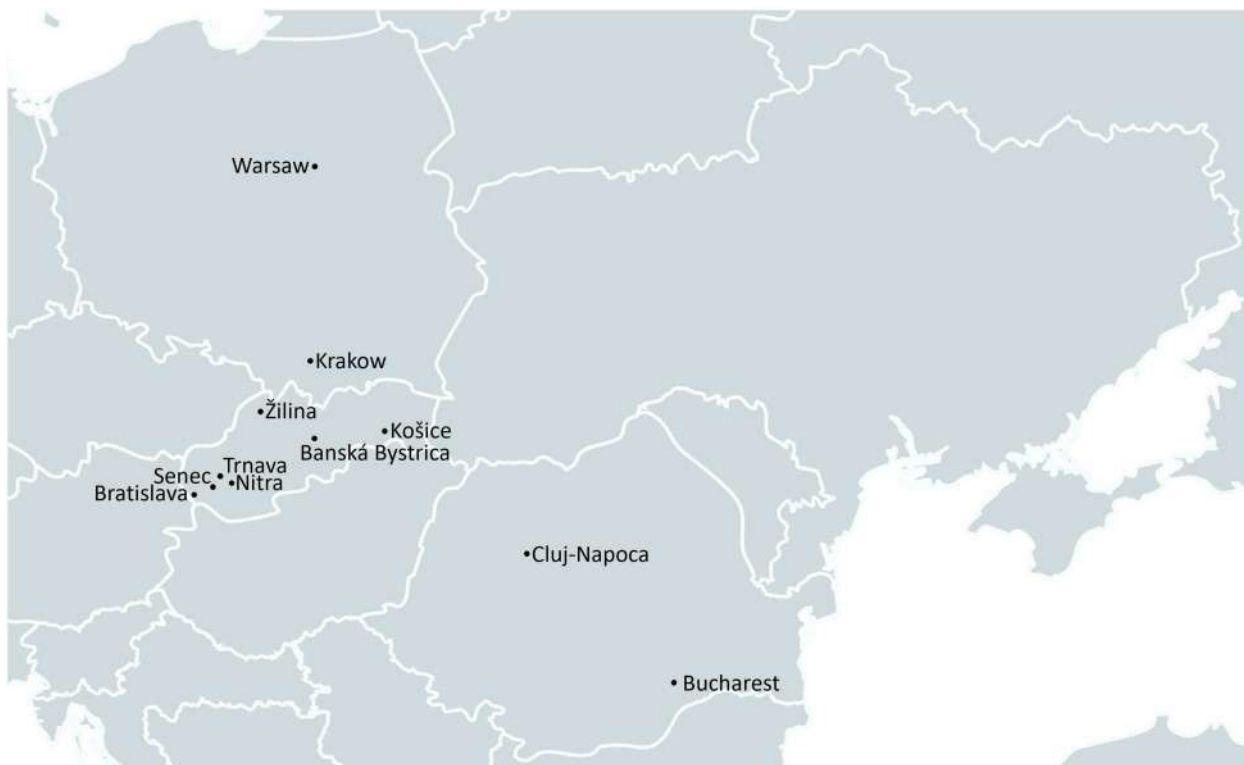 Warsaw
Krakow
Žilina
Košice
Banská Bystrica
Trnava
Senec
Nitra
Bratislava
Cluj-Napoca
Bucharest